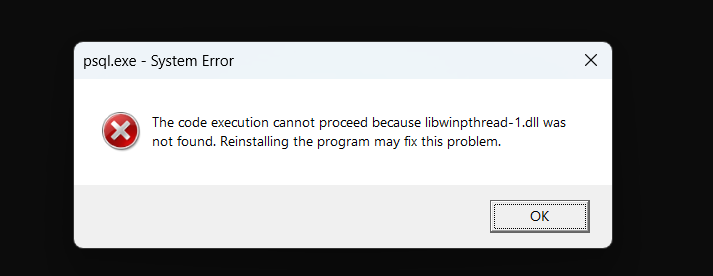 psql.exe - System Error
The code execution cannot proceed because libwinpthread-1.dll was
not found. Reinstalling the program may fix this problem.
OK